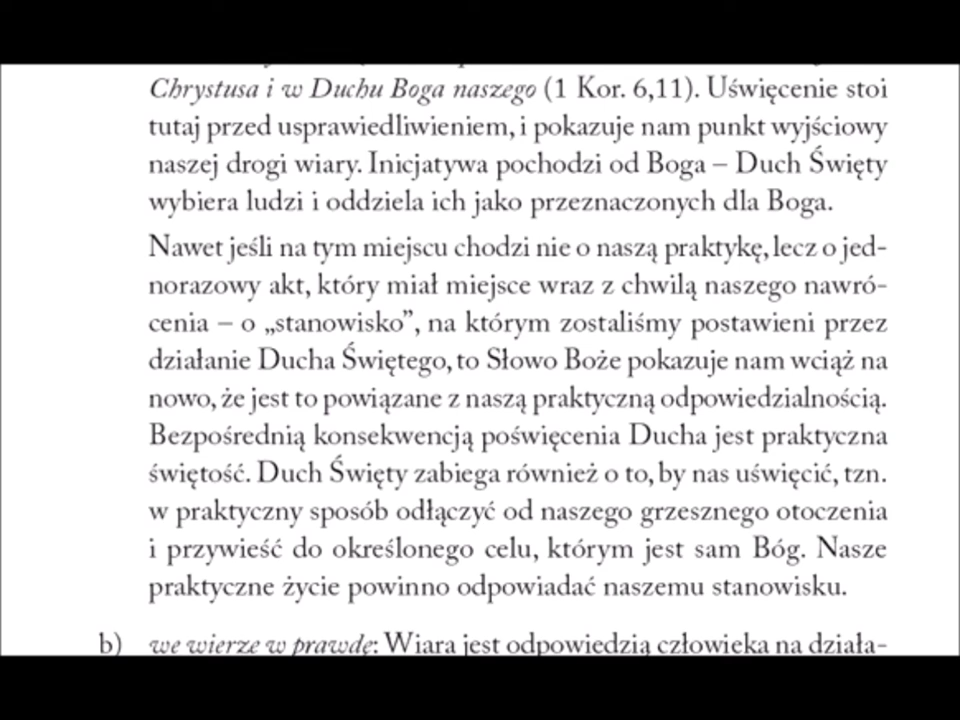 Chrystusa i w Duchu Boga naszego (1 Kor. 6,11). Uświęcenie stoi
tutaj przed usprawiedliwieniem, i pokazuje nam punkt wyjściowy
naszej drogi wiary. Inicjatywa pochodzi od Boga – Duch Święty
wybiera ludzi i oddziela ich jako przeznaczonych dla Boga.
Nawet jeśli na tym miejscu chodzi nie o naszą praktykę, lecz o jed-
norazowy akt, który miał miejsce wraz z chwilą naszego nawró-
cenia – o „stanowisko”, na którym zostaliśmy postawieni przez
działanie Ducha Świętego, to Słowo Boże pokazuje nam wciąż na
nowo, że jest to powiązane z naszą praktyczną odpowiedzialnością.
Bezpośrednią konsekwencją poświęcenia Ducha jest praktyczna
świętość. Duch Święty zabiega również o to, by nas uświęcić, tzn.
w praktyczny sposób odłączyć od naszego grzesznego otoczenia
i przywieść do określonego celu, którym jest sam Bóg. Nasze
praktyczne życie powinno odpowiadać naszemu stanowisku.
b) we wierze w prawdę: Wiara jest odpowiedzią człowieka na działa-